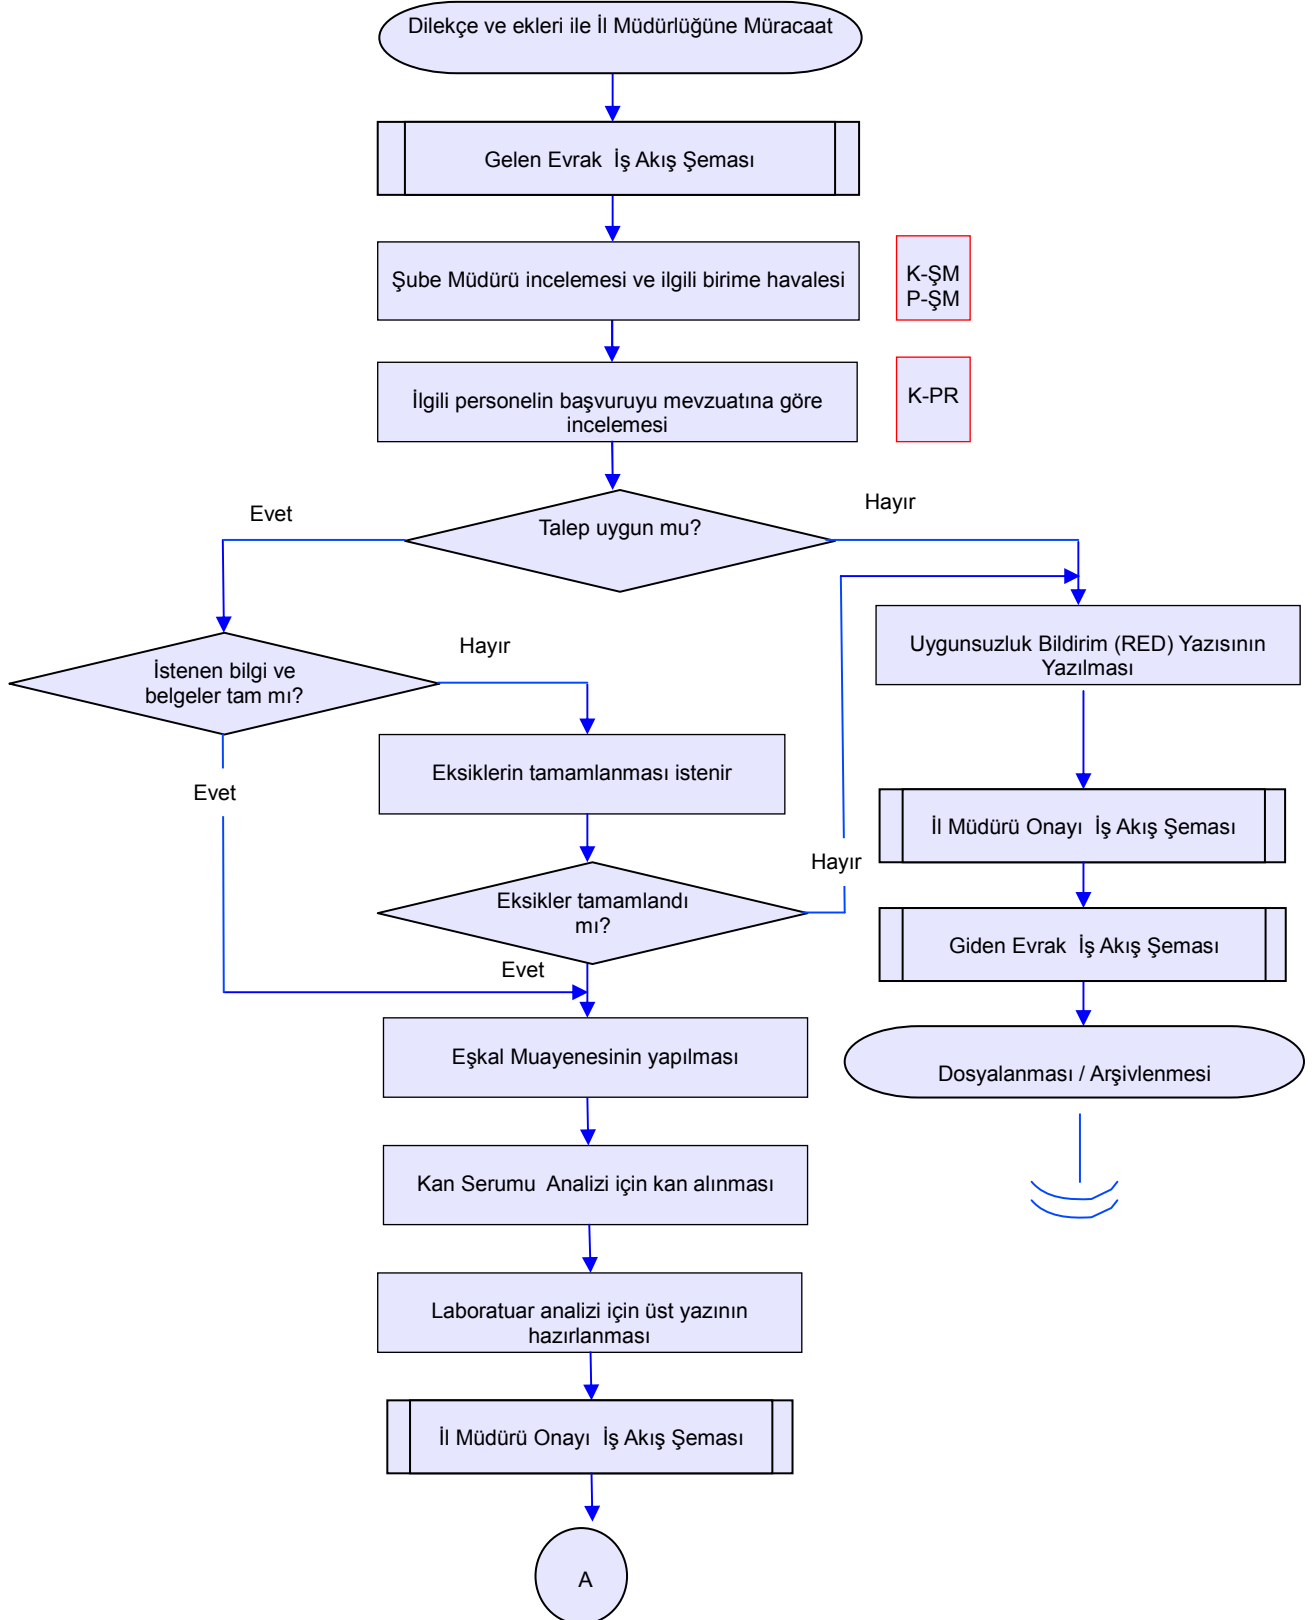 Dilekçe ve ekleri ile İl Müdürlüğüne Müracaat
Gelen Evrak İş Akış Şeması
Şube Müdürü incelemesi ve ilgili birime havalesi
K-ŞM
P-ŞM
İlgili personelin başvuruyu mevzuatına göre
incelemesi
K-PR
Talep uygun mu?
Evet
Hayır
Uygunsuzluk Bildirim (RED) Yazısının
Yazılması
İstenen bilgi ve
belgeler tam mı?
Hayır
Evet
Eksiklerin tamamlanması istenir
İl Müdürü Onayı İş Akış Şeması
Eksikler tamamlandı
mı?
Hayır
Evet
Giden Evrak İş Akış Şeması
Eşkal Muayenesinin yapılması
Dosyalanması / Arşivlenmesi
Kan Serumu Analizi için kan alınması
Laboratuar analizi için üst yazının
hazırlanması
İl Müdürü Onayı İş Akış Şeması
A